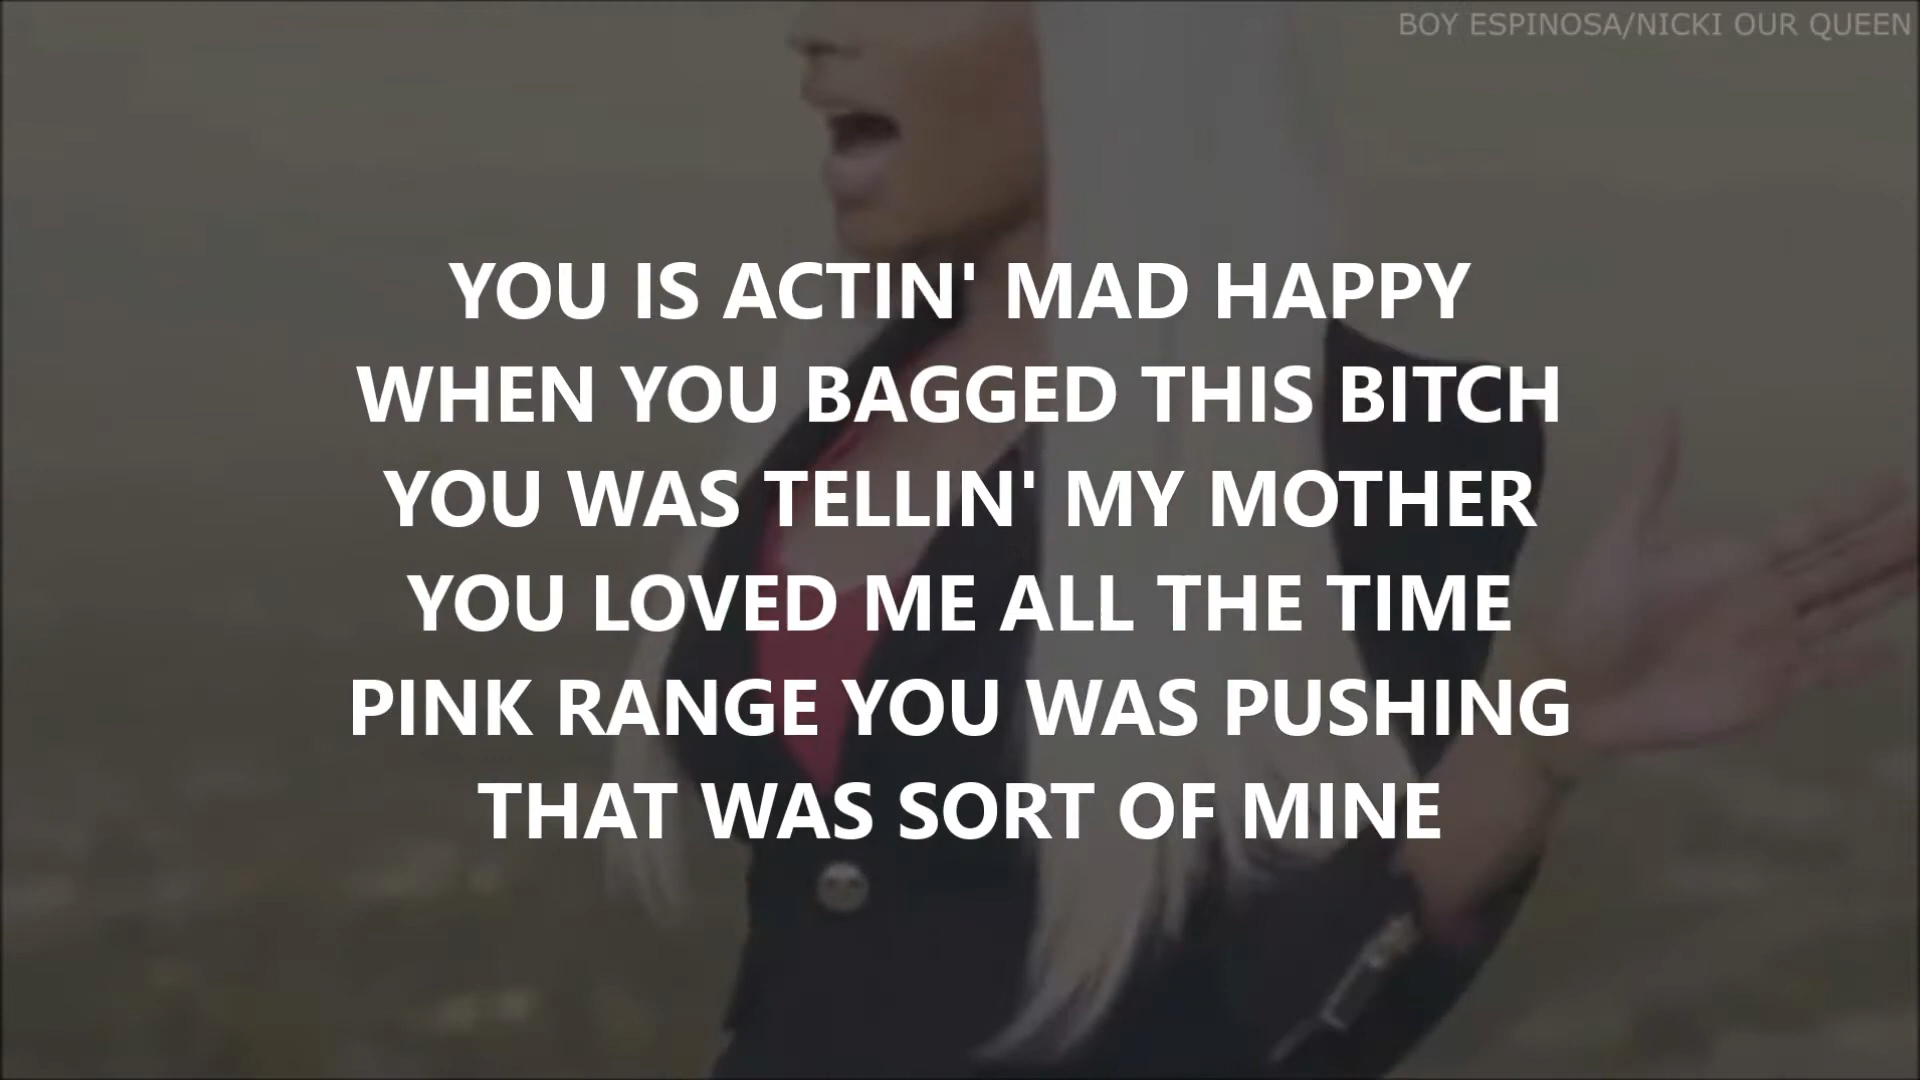 BOY ESPINOSA/NICKI OUR QUEEN
YOU IS ACTIN' MAD HAPPY
WHEN YOU BAGGED THIS BITCH
YOU WAS TELLIN' MY MOTHER
YOU LOVED ME ALL THE TIME
PINK RANGE YOU WAS PUSHING
THAT WAS SORT OF MINE